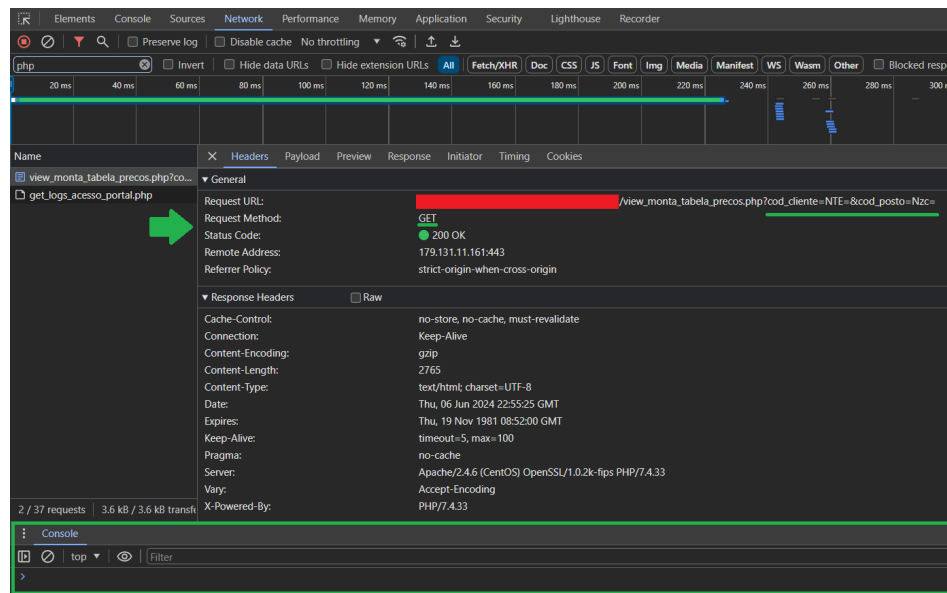 Elements Console Sources Network Performance Memory Application Security Lighthouse Recorder
Preserve log Disable cache No throttling
php Invert Hide data URLs Hide extension URLs All Fetch/XHR Doc CSS JS Font Img Media Manifest WS Wasm Other Blocked resp
20 ms 40 ms 60 ms 80 ms 100 ms 120 ms 140 ms 160 ms 180 ms 200 ms 220 ms 240 ms 260 ms 280 ms 300
Name Headers Payload Preview Response Initiator Timing Cookies
view_monta_tabela_precos.php?co...
get_logs_acesso_portal.php
General
Request URL: /view_monta_tabela_precos.php?cod_cliente=NTE=&cod_posto=Nzc=
Request Method: GET
Status Code: 200 OK
Remote Address: 179.131.11.161:443
Referrer Policy: strict-origin-when-cross-origin
Response Headers Raw
Cache-Control: no-store, no-cache, must-revalidate
Connection: Keep-Alive
Content-Encoding: gzip
Content-Length: 2765
Content-Type: text/html; charset=UTF-8
Date: Thu, 06 Jun 2024 22:55:25 GMT
Expires: Thu, 19 Nov 1981 08:52:00 GMT
Keep-Alive: timeout=5, max=100
Pragma: no-cache
Server: Apache/2.4.6 (CentOS) OpenSSL/1.0.2k-fips PHP/7.4.33
Vary: Accept-Encoding
X-Powered-By: PHP/7.4.33
2 / 37 requests 3.6 kB / 3.6 kB transfe
Console
top Filter